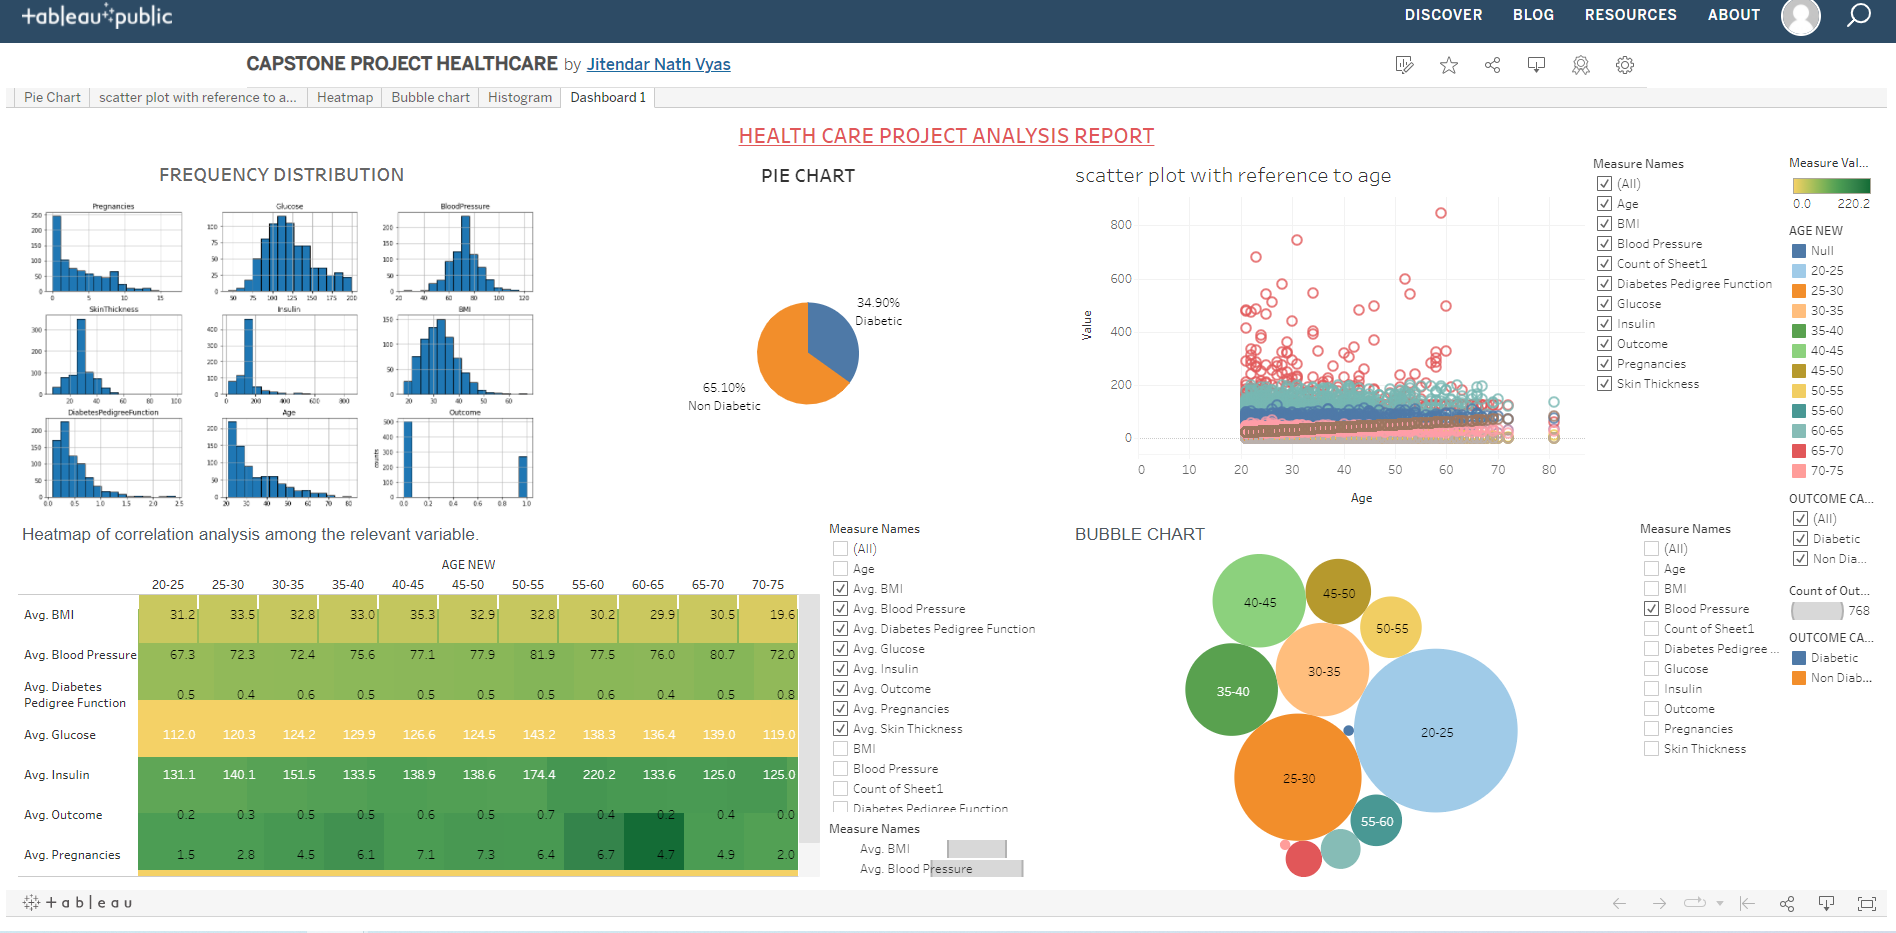 +ableau public
DISCOVER BLOG RESOURCES ABOUT
CAPSTONE PROJECT HEALTHCARE by Jitendar Nath Vyas
Pie Chart scatter plot with reference to a... Heatmap Bubble chart Histogram Dashboard 1
HEALTH CARE PROJECT ANALYSIS REPORT
FREQUENCY DISTRIBUTION
Pregnancies Glucose BloodPressure
SkinThickness Insulin BMI
DiabetesPedigreeFunction Age Outcome
counts
PIE CHART
34.90%
Diabetic
65.10%
Non Diabetic
scatter plot with reference to age
Value
800
600
400
200
0
0 10 20 30 40 50 60 70 80
Age
Measure Names
(All)
Age
BMI
Blood Pressure
Count of Sheet1
Diabetes Pedigree Function
Glucose
Insulin
Outcome
Pregnancies
Skin Thickness
Measure Val...
0.0 220.2
AGE NEW
Null
20-25
25-30
30-35
35-40
40-45
45-50
50-55
55-60
60-65
65-70
70-75
OUTCOME CA...
(All)
Diabetic
Non Dia...
Count of Out...
768
OUTCOME CA...
Diabetic
Non Diab...
Heatmap of correlation analysis among the relevant variable.
AGE NEW
20-25 25-30 30-35 35-40 40-45 45-50 50-55 55-60 60-65 65-70 70-75
Avg. BMI 31.2 33.5 32.8 33.0 35.3 32.9 32.8 30.2 29.9 30.5 19.6
Avg. Blood Pressure 67.3 72.3 72.4 75.6 77.1 77.9 81.9 77.5 76.0 80.7 72.0
Avg. Diabetes
Pedigree Function 0.5 0.4 0.6 0.5 0.5 0.5 0.5 0.6 0.4 0.5 0.8
Avg. Glucose 112.0 120.3 124.2 129.9 126.6 124.5 143.2 138.3 136.4 139.0 119.0
Avg. Insulin 131.1 140.1 151.5 133.5 138.9 138.6 174.4 220.2 133.6 125.0 125.0
Avg. Outcome 0.2 0.3 0.5 0.5 0.6 0.5 0.7 0.4 0.2 0.4 0.0
Avg. Pregnancies 1.5 2.8 4.5 6.1 7.1 7.3 6.4 6.7 4.7 4.9 2.0
Measure Names
(All)
Age
Avg. BMI
Avg. Blood Pressure
Avg. Diabetes Pedigree Function
Avg. Glucose
Avg. Insulin
Avg. Outcome
Avg. Pregnancies
Avg. Skin Thickness
BMI
Blood Pressure
Count of Sheet1
Diabetes Pedigree Function
Measure Names
Avg. BMI
Avg. Blood Pressure
BUBBLE CHART
40-45
45-50
50-55
30-35
35-40
20-25
25-30
55-60
Measure Names
(All)
Age
BMI
Blood Pressure
Count of Sheet1
Diabetes Pedigree ...
Glucose
Insulin
Outcome
Pregnancies
Skin Thickness
+ableau